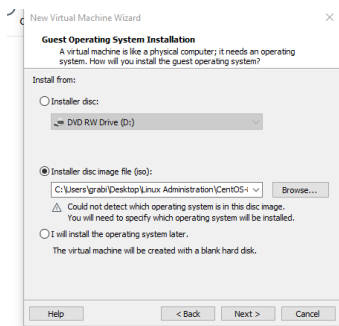 New Virtual Machine Wizard
Guest Operating System Installation
A virtual machine is like a physical computer; it needs an operating
system. How will you install the guest operating system?
Install from:
Installer disc:
DVD RW Drive (D:)
Installer disc image file (iso):
C:\Users\grabi\Desktop\Linux Administration\CentOS- Browse...
Could not detect which operating system is in this disc image.
You will need to specify which operating system will be installed.
I will install the operating system later.
The virtual machine will be created with a blank hard disk.
Help < Back Next > Cancel